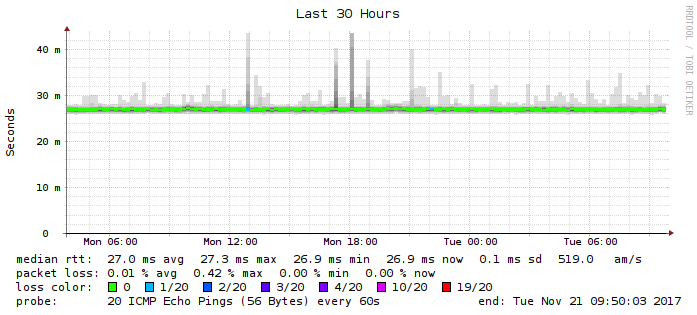 Last 30 Hours
RRDTOOL / TOBI OETIKER
Seconds
40 m
30 m
20 m
10 m
0
Mon 06:00 Mon 12:00 Mon 18:00 Tue 00:00 Tue 06:00
median rtt: 27.0 ms avg 27.3 ms max 26.9 ms min 26.9 ms now 0.1 ms sd 519.0 am/s
packet loss: 0.01 % avg 0.42 % max 0.00 % min 0.00 % now
loss color: 0 1/20 2/20 3/20 4/20 10/20 19/20
probe: 20 ICMP Echo Pings (56 Bytes) every 60s end: Tue Nov 21 09:50:03 2017